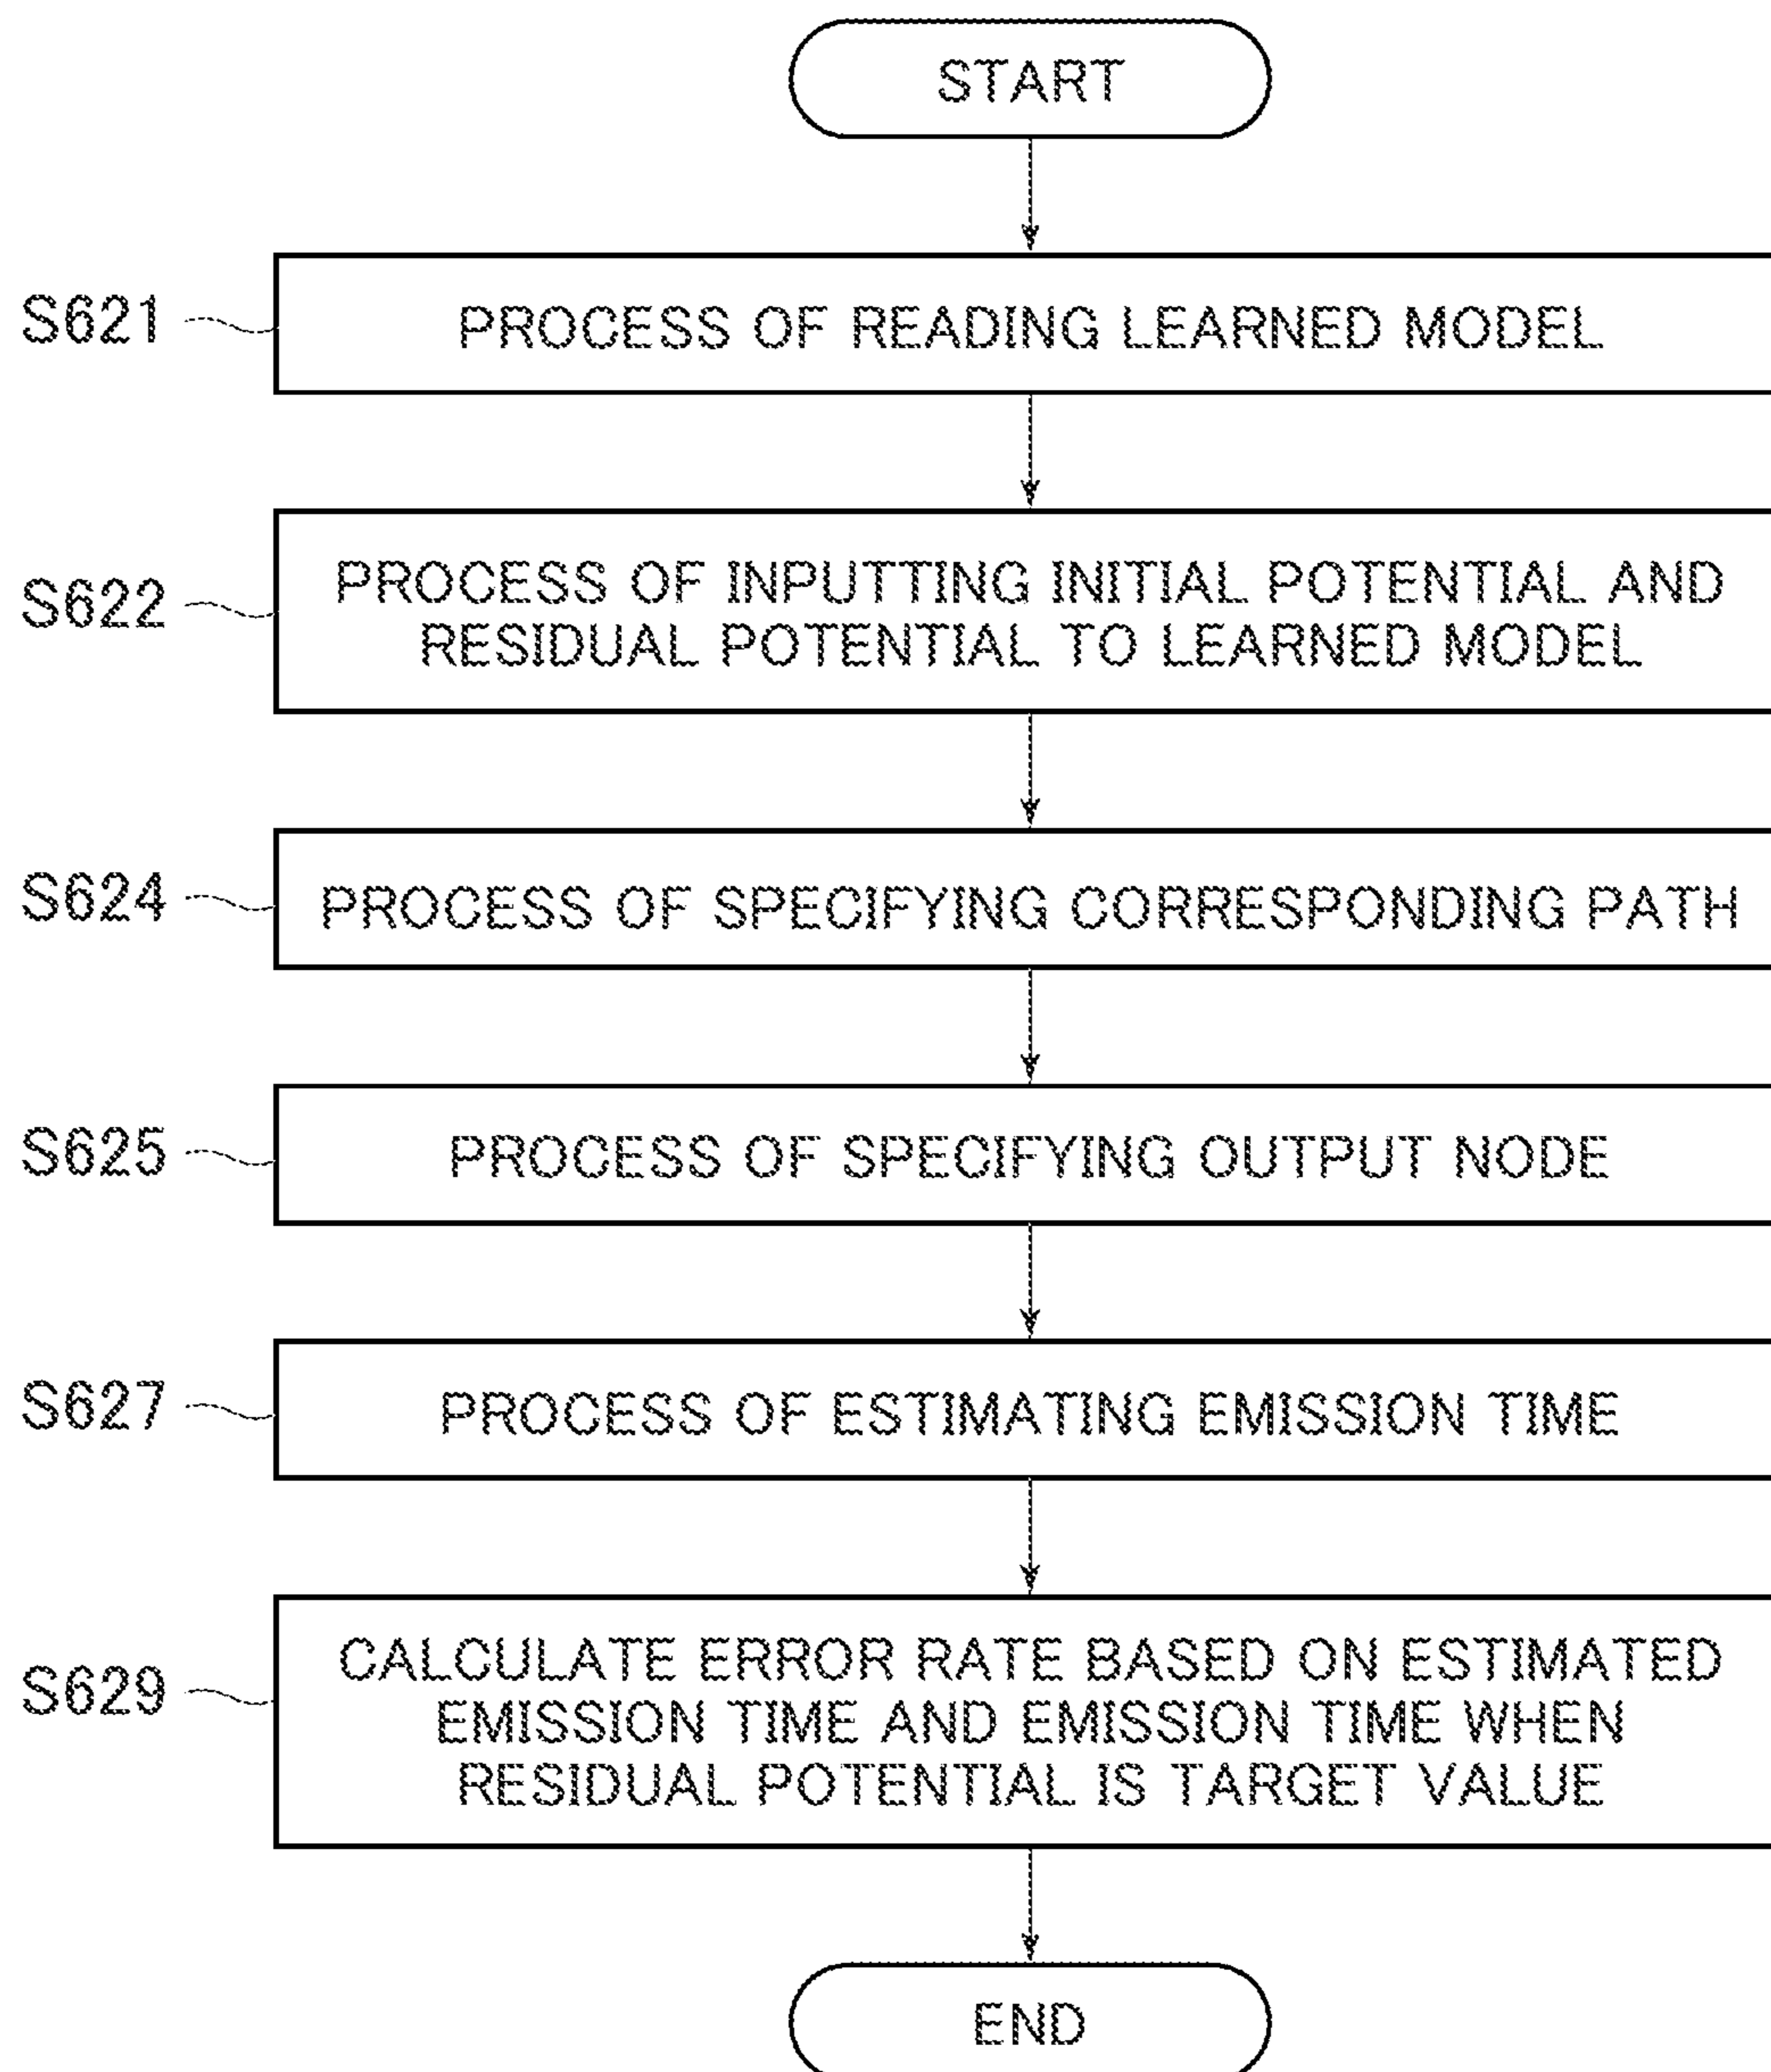 START
S621
PROCESS OF READING LEARNED MODEL
S622
PROCESS OF INPUTTING INITIAL POTENTIAL AND
RESIDUAL POTENTIAL TO LEARNED MODEL
S624
PROCESS OF SPECIFYING CORRESPONDING PATH
S625
PROCESS OF SPECIFYING OUTPUT NODE
S627
PROCESS OF ESTIMATING EMISSION TIME
S629
CALCULATE ERROR RATE BASED ON ESTIMATED
EMISSION TIME AND EMISSION TIME WHEN
RESIDUAL POTENTIAL IS TARGET VALUE
END